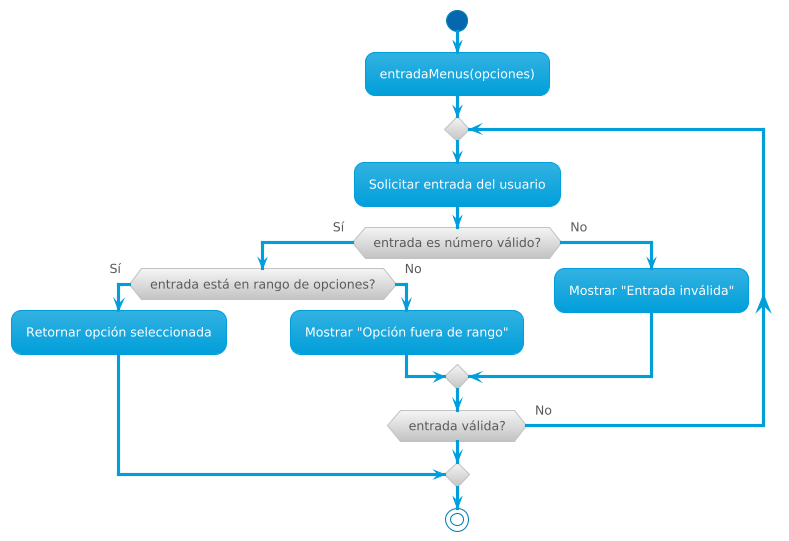 entradaMenus(opciones)
Solicitar entrada del usuario
Sí
entrada es número válido?
No
Sí
entrada está en rango de opciones?
No
Mostrar "Entrada inválida"
Retornar opción seleccionada
Mostrar "Opción fuera de rango"
entrada válida?
No